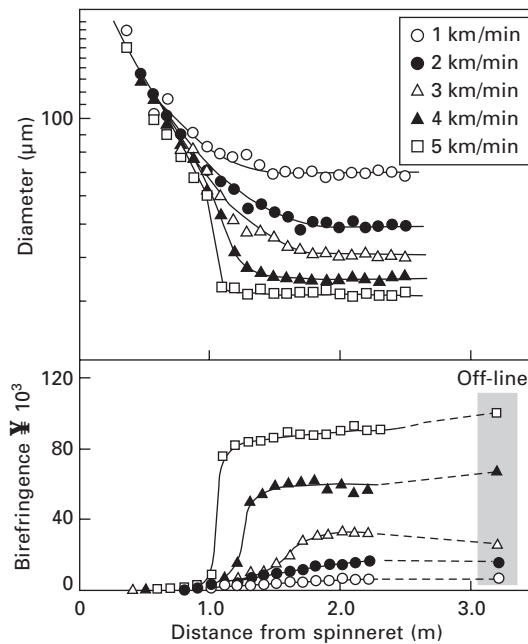 1 km/min
2 km/min
3 km/min
4 km/min
5 km/min
100
Diameter (μm)
Off-line
120
80
40
0
Birefringence ¥ 10³
0
1.0
2.0
3.0
Distance from spinneret (m)